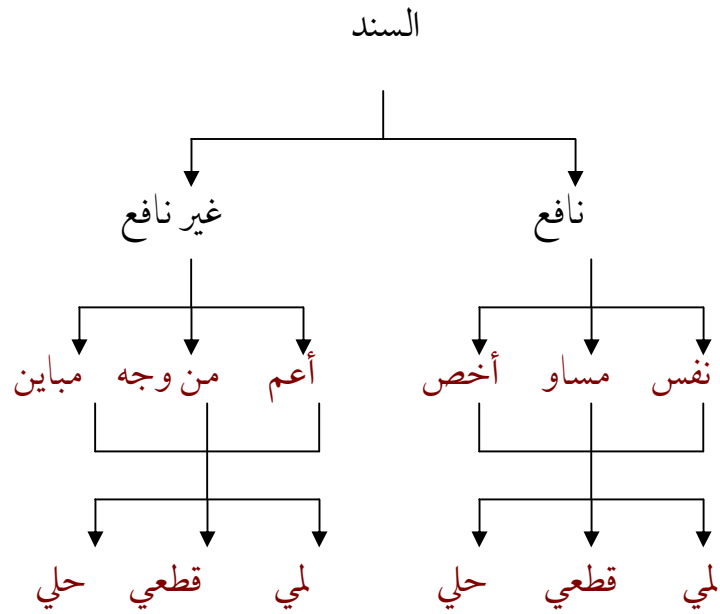 السند
نافع غير نافع
نفس مساو أخص أعم من وجه مباين
لمي قطعي حلي لمي قطعي حلي